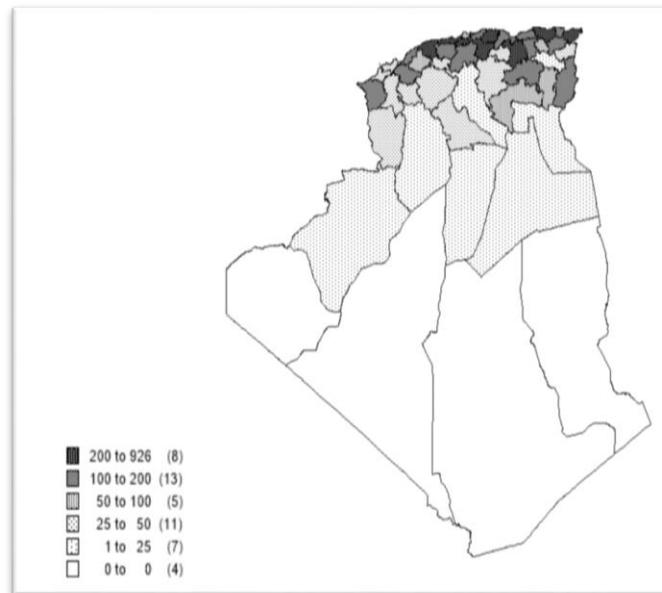 200 to 926 (8)
100 to 200 (13)
50 to 100 (5)
25 to 50 (11)
1 to 25 (7)
0 to 0 (4)